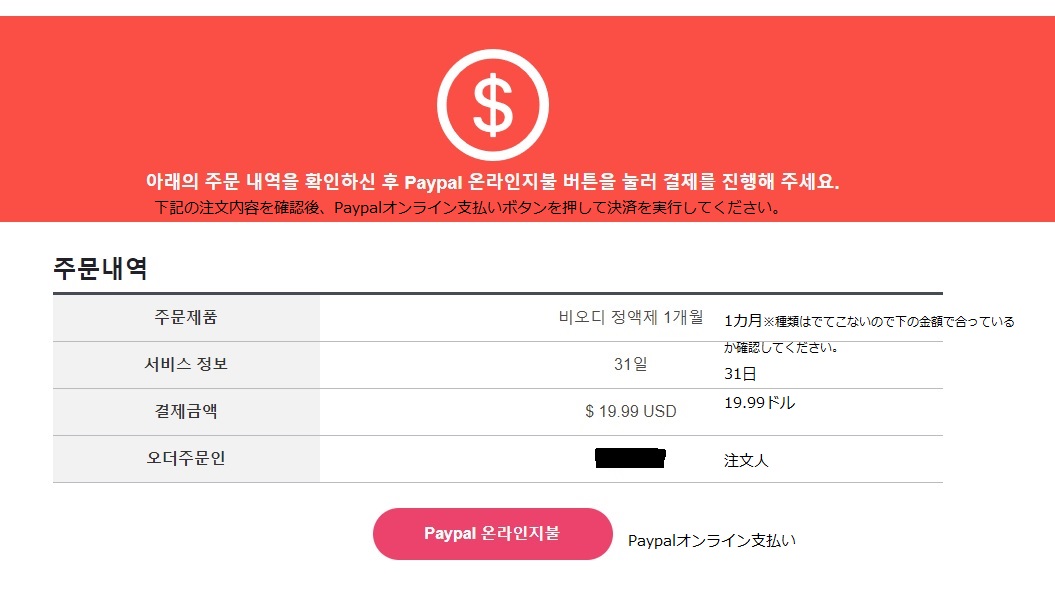 $
아래의 주문 내역을 확인하신 후 Paypal 온라인지불 버튼을 눌러 결제를 진행해 주세요.
下記の注文内容を確認後、Paypalオンライン支払いボタンを押して決済を実行してください。
주문내역
주문제품 비오디 정액제 1개월 1カ月※種類はでてこないので下の金額で合っている
か確認してください。
서비스 정보 31일 31日
결제금액 $ 19.99 USD 19.99ドル
오더주문인 注文人
Paypal 온라인지불 Paypalオンライン支払い